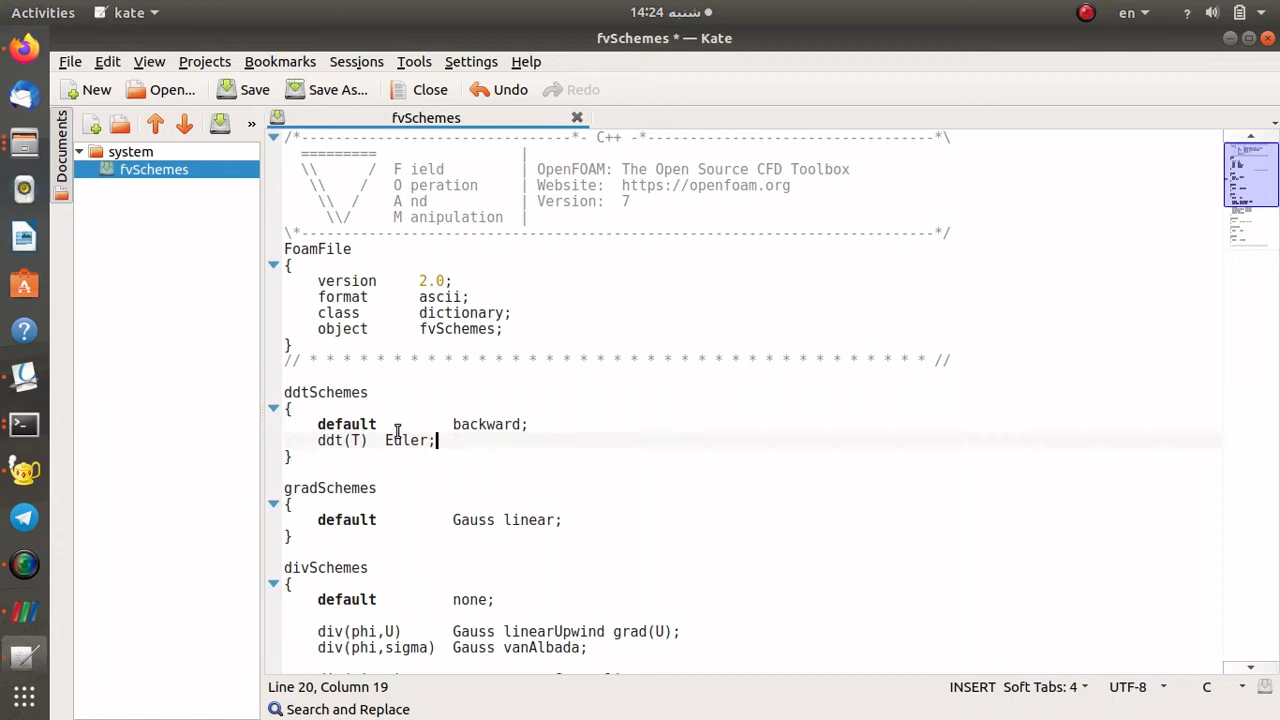 Activities
kate
شنبه 14:24
en
fvSchemes * — Kate
File Edit View Projects Bookmarks Sessions Tools Settings Help
New Open... Save Save As... Close Undo Redo
Documents
»
fvSchemes
system
fvSchemes
/*--------------------------------*- C++ -*----------------------------------*\
=========                 |
\\      /  F ield         | OpenFOAM: The Open Source CFD Toolbox
\\    /   O peration     | Website:  https://openfoam.org
\\  /    A nd           | Version:  7
\\/     M anipulation  |
\*---------------------------------------------------------------------------*/
FoamFile
{
version     2.0;
format      ascii;
class       dictionary;
object      fvSchemes;
}
// * * * * * * * * * * * * * * * * * * * * * * * * * * * * * * * * * * * * * //
ddtSchemes
{
default         backward;
ddt(T)  Euler;
}
gradSchemes
{
default         Gauss linear;
}
divSchemes
{
default         none;
div(phi,U)      Gauss linearUpwind grad(U);
div(phi,sigma)  Gauss vanAlbada;
Line 20, Column 19
INSERT Soft Tabs: 4 UTF-8 C
Search and Replace